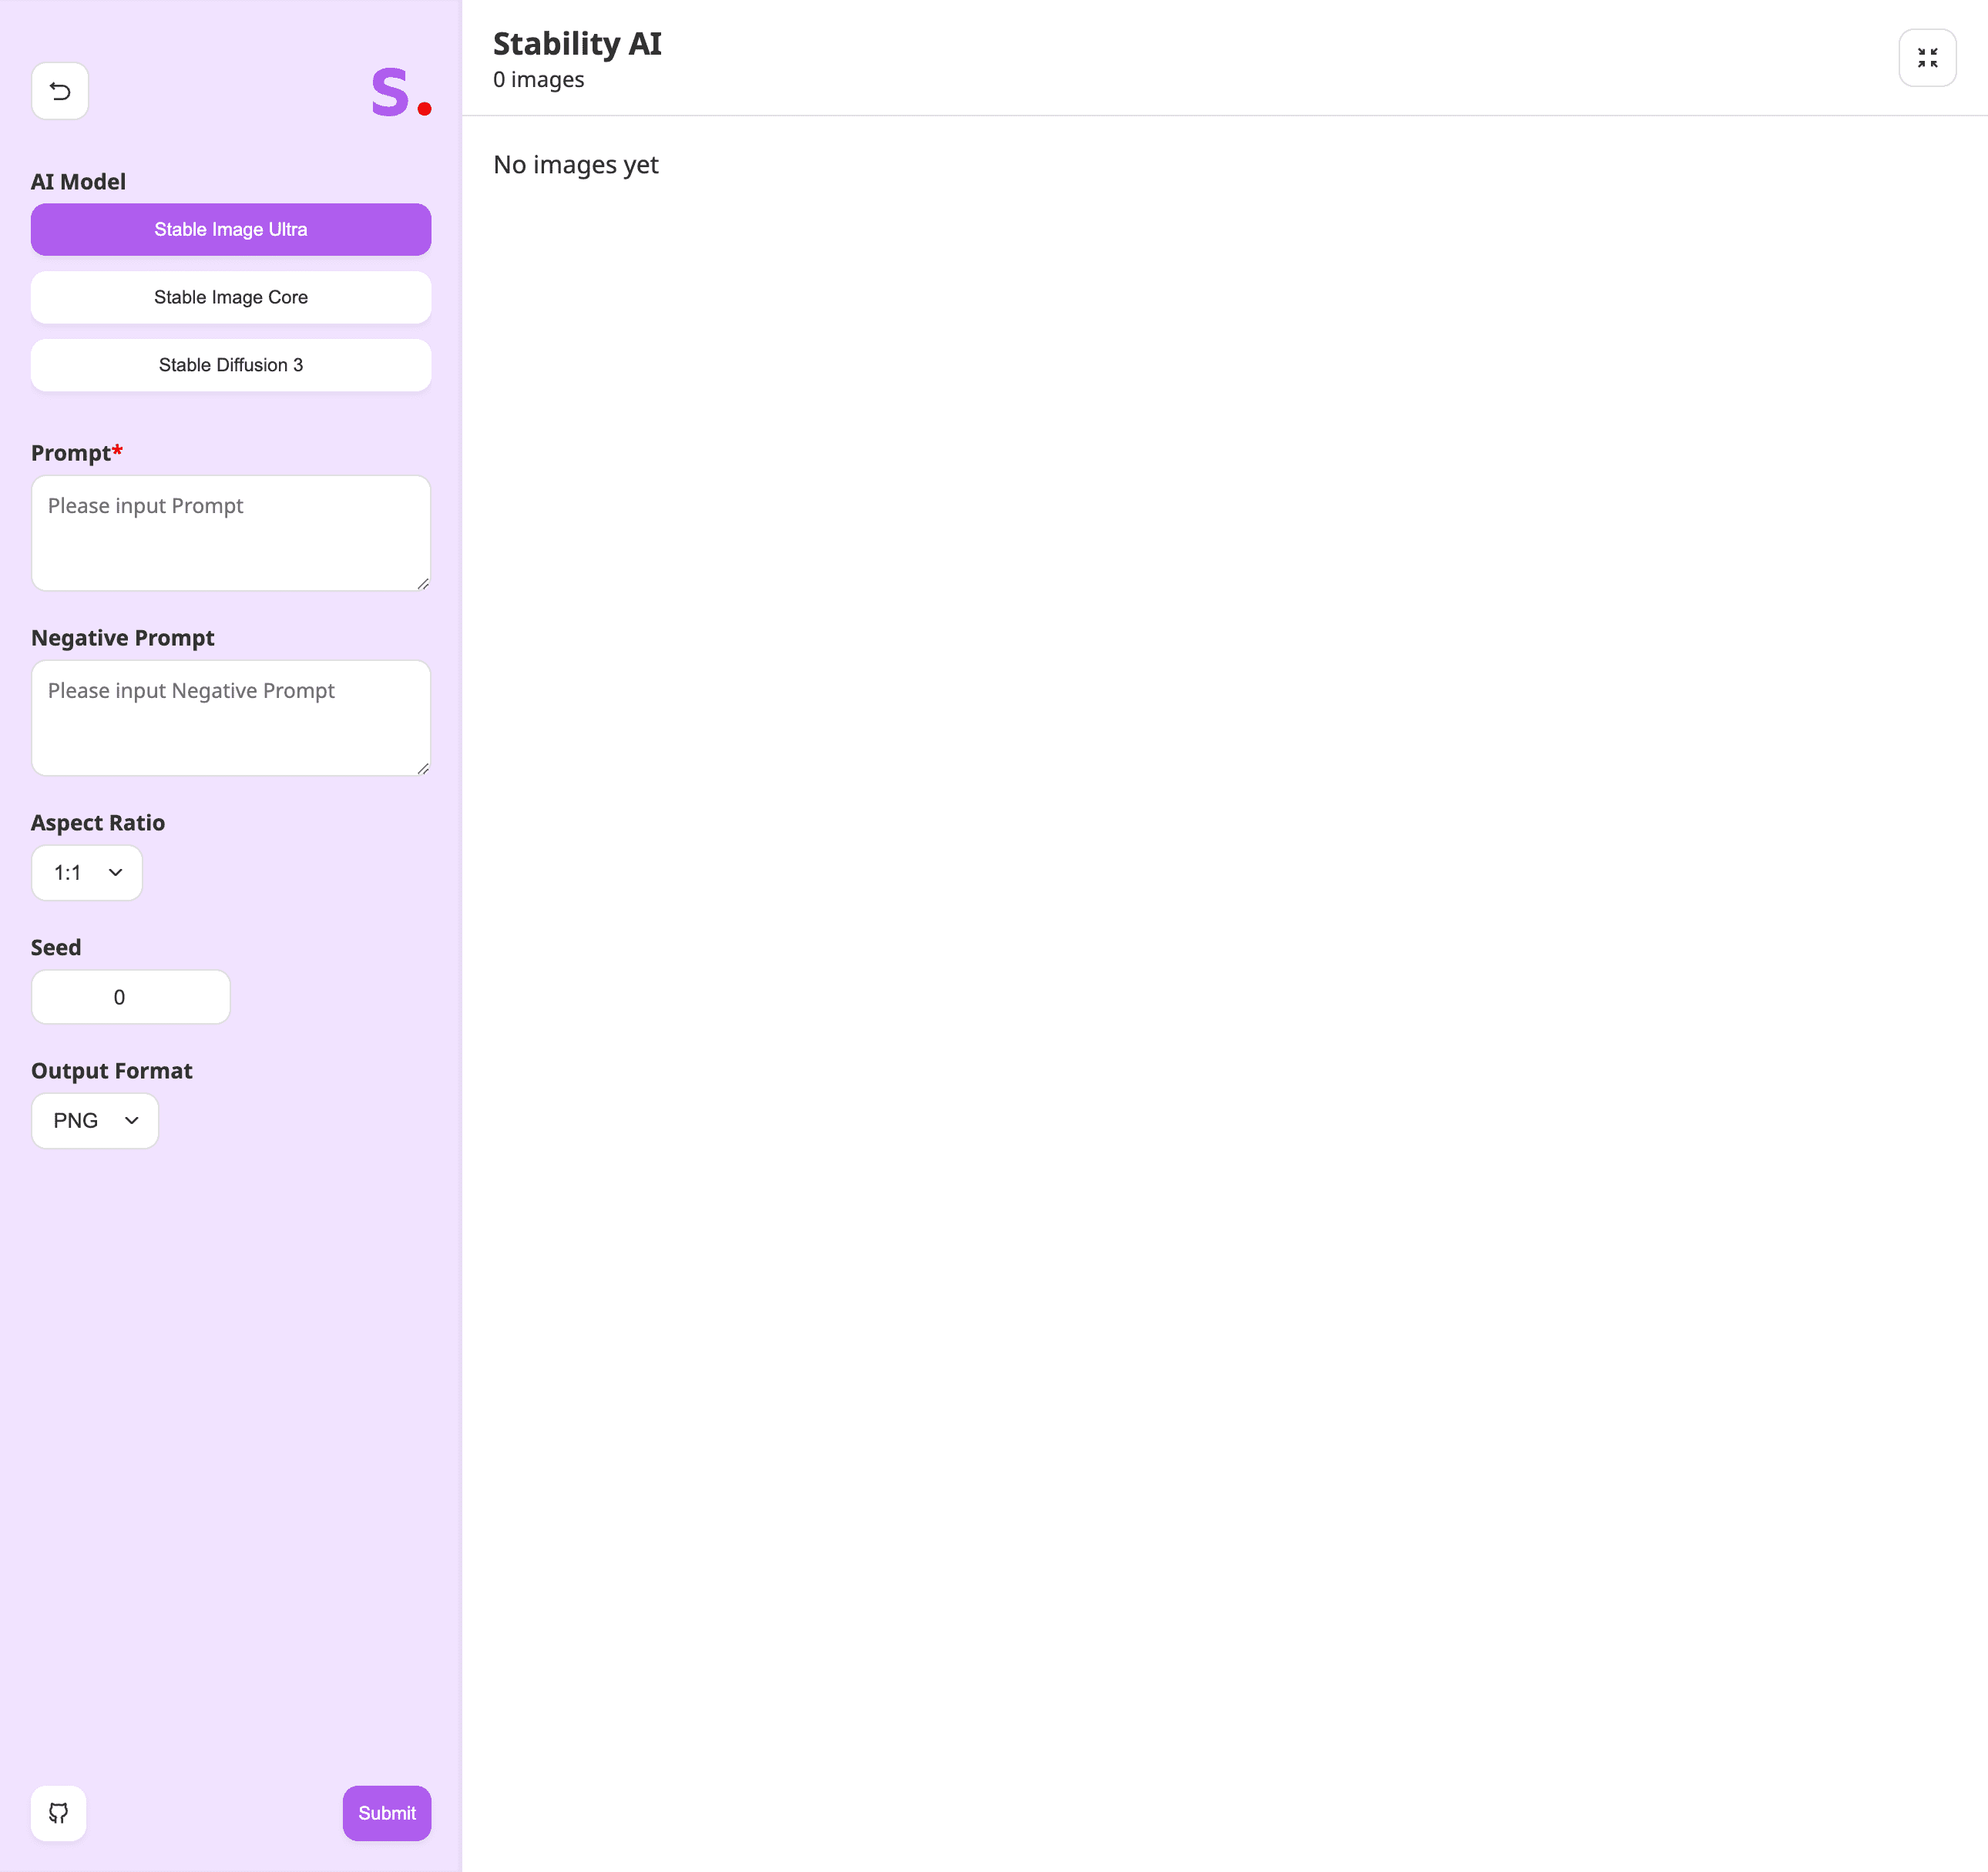 S.
AI Model
Stable Image Ultra
Stable Image Core
Stable Diffusion 3
Prompt*
Please input Prompt
Negative Prompt
Please input Negative Prompt
Aspect Ratio
1:1
Seed
0
Output Format
PNG
Submit
Stability AI
0 images
No images yet